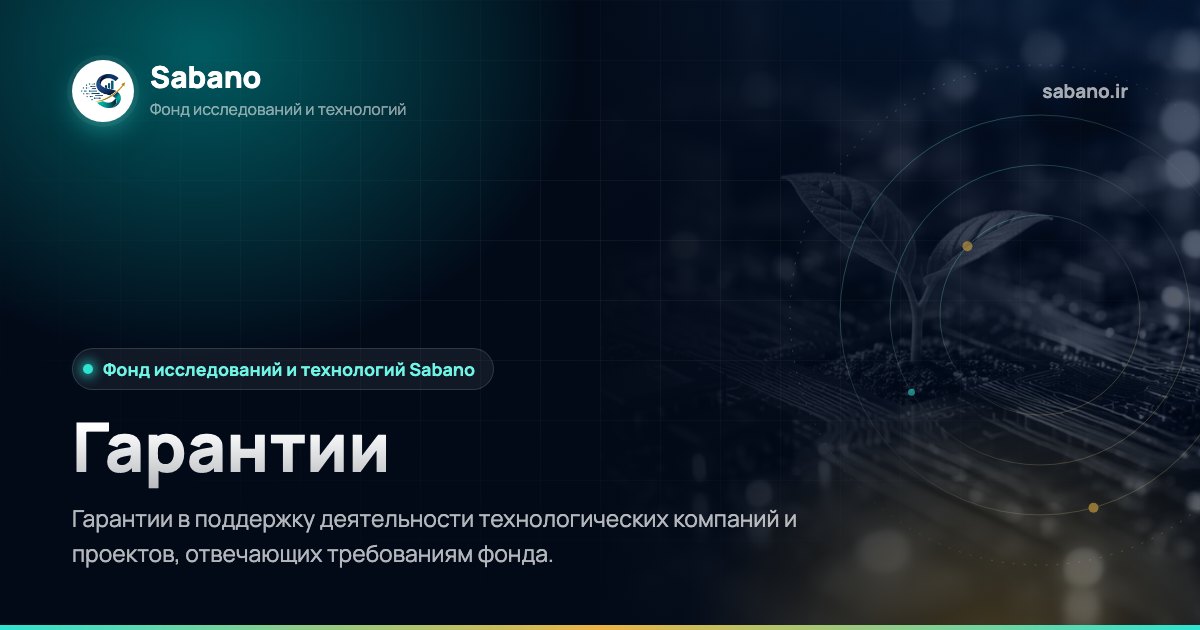 Sabano
Фонд исследований и технологий
sabano.ir
Фонд исследований и технологий Sabano
Гарантии
Гарантии в поддержку деятельности технологических компаний и
проектов, отвечающих требованиям фонда.